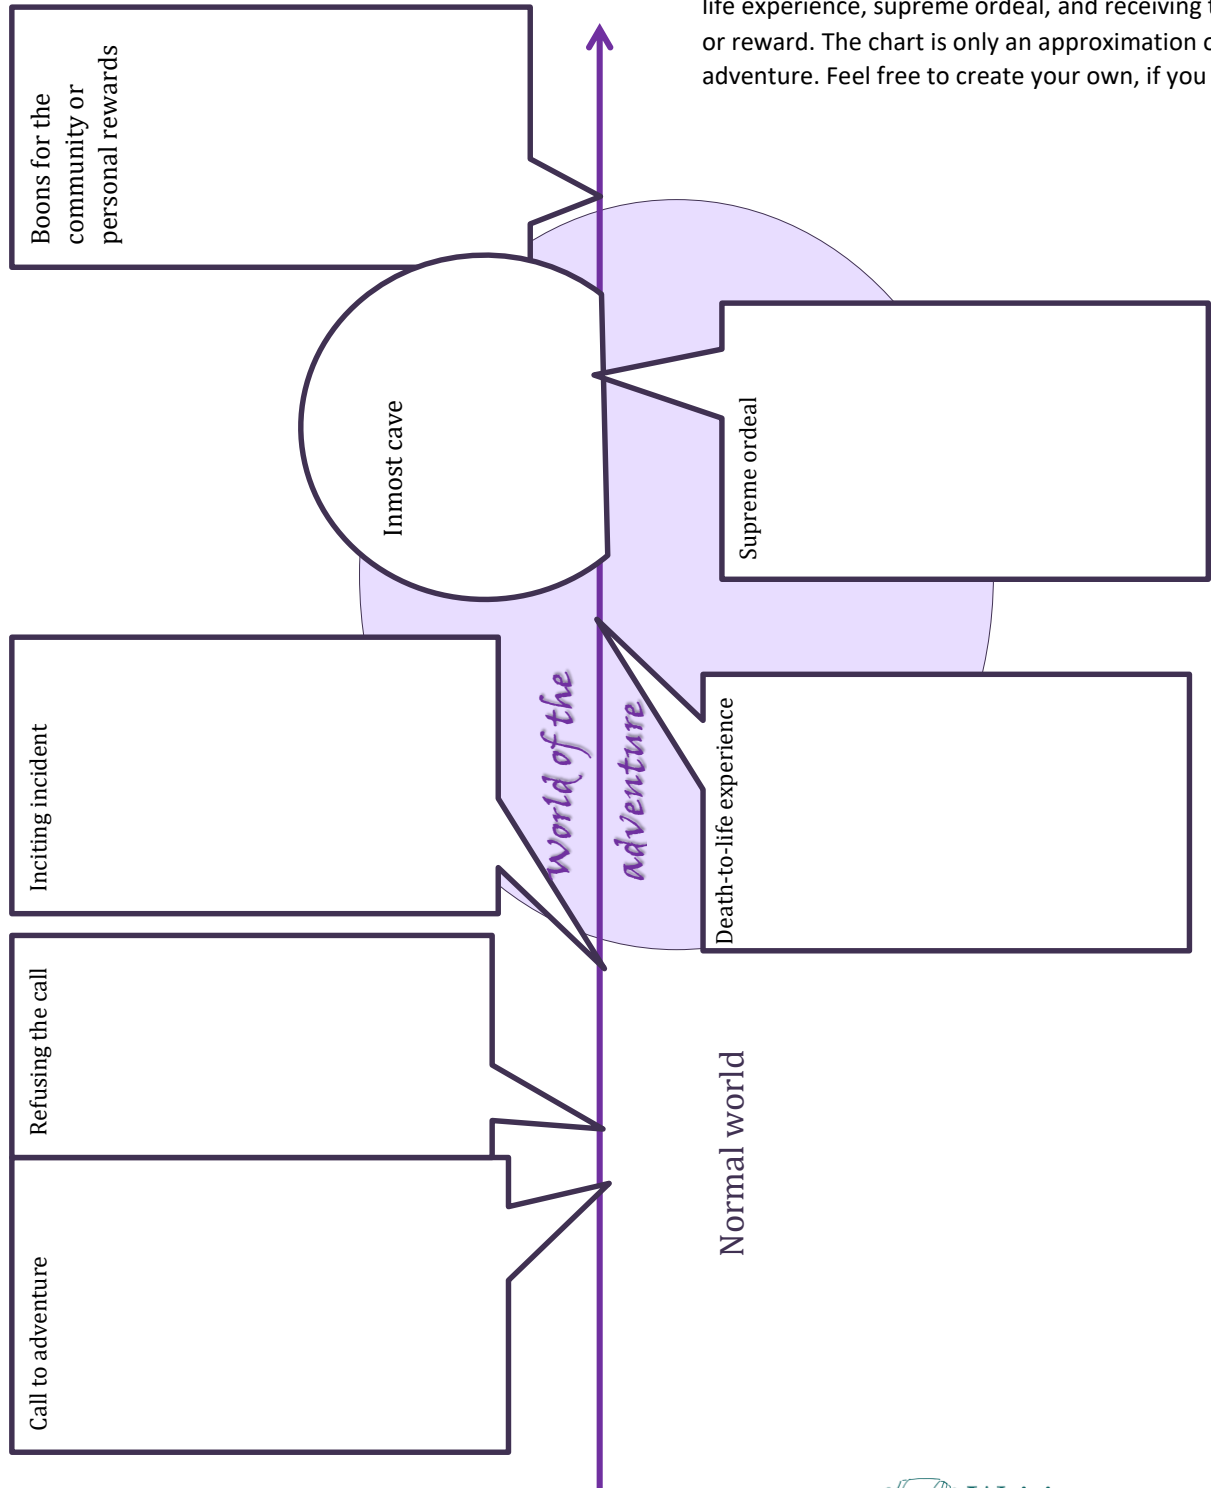 life experience, supreme ordeal, and receiving
or reward. The chart is only an approximation
adventure. Feel free to create your own, if you
Call to adventure
Refusing the call
Inciting incident
Boons for the
community or
personal rewards
Inmost cave
World of the
adventure
Normal world
Death-to-life experience
Supreme ordeal